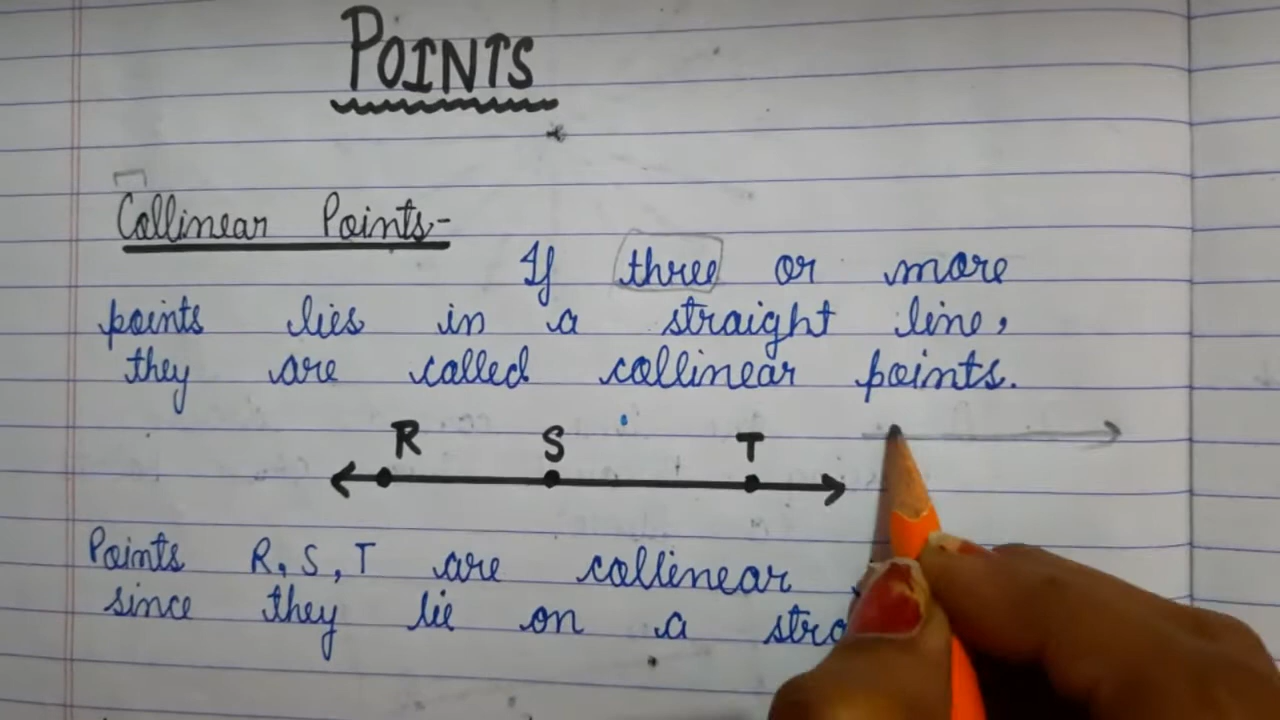 POINTS
Collinear Points:-
If three or more
points lies in a straight line,
they are called collinear points.
R S T
Points R, S, T are collinear
since they lie on a stra